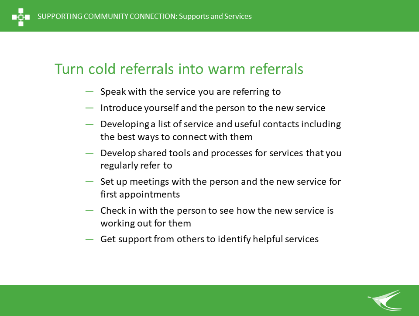 SUPPORTING COMMUNITY CONNECTION: Supports and Services
Turn cold referrals into warm referrals
— Speak with the service you are referring to
— Introduce yourself and the person to the new service
— Developing a list of service and useful contacts including
the best ways to connect with them
— Develop shared tools and processes for services that you
regularly refer to
— Set up meetings with the person and the new service for
first appointments
— Check in with the person to see how the new service is
working out for them
— Get support from others to identify helpful services